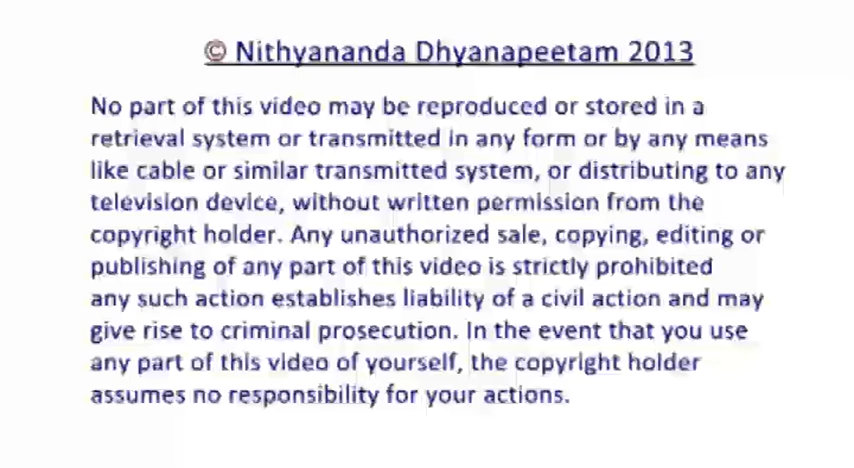 © Nithyananda Dhyanapeetam 2013
No part of this video may be reproduced or stored in a
retrieval system or transmitted in any form or by any means
like cable or similar transmitted system, or distributing to any
television device, without written permission from the
copyright holder. Any unauthorized sale, copying, editing or
publishing of any part of this video is strictly prohibited
any such action establishes liability of a civil action and may
give rise to criminal prosecution. In the event that you use
any part of this video of yourself, the copyright holder
assumes no responsibility for your actions.